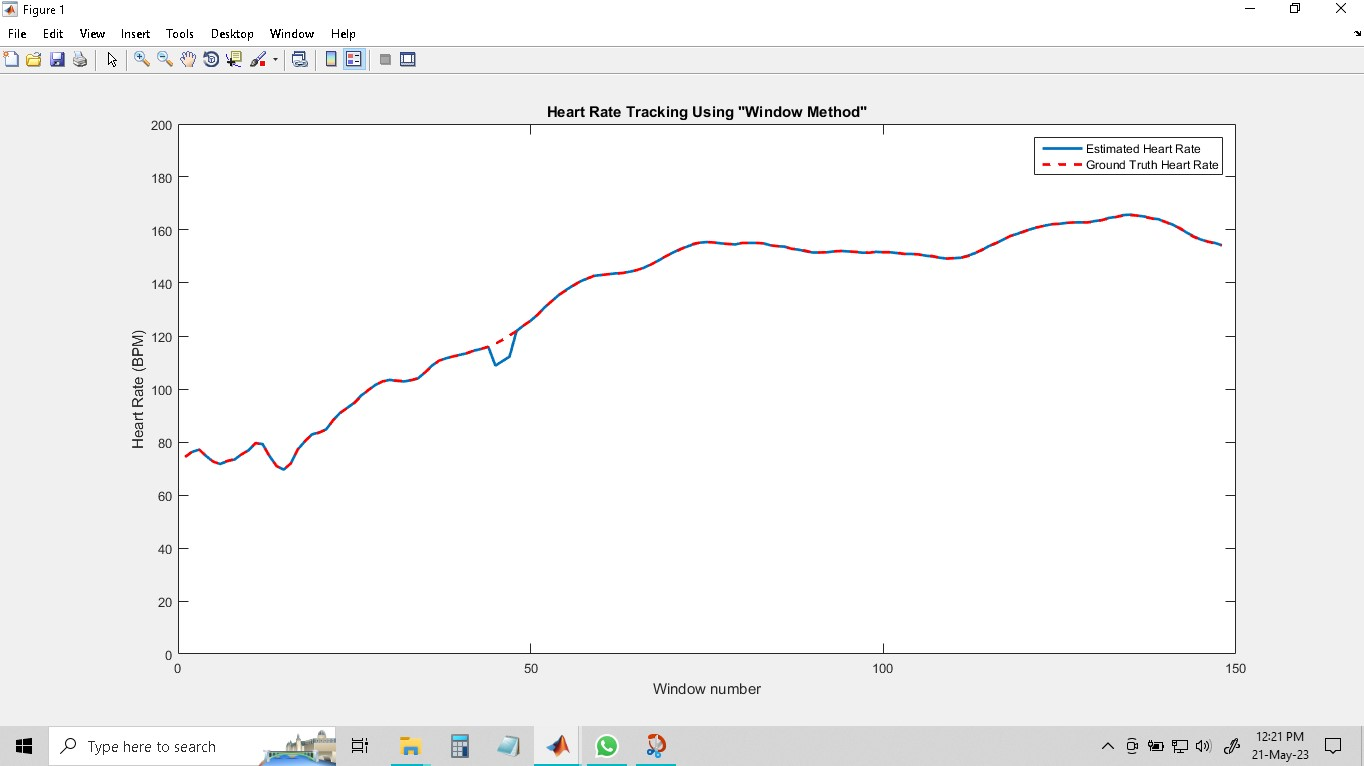 Figure 1
File Edit View Insert Tools Desktop Window Help
Heart Rate Tracking Using "Window Method"
Estimated Heart Rate
Ground Truth Heart Rate
Heart Rate (BPM)
200
180
160
140
120
100
80
60
40
20
0
0 50 100 150
Window number
Type here to search
12:21 PM
21-May-23